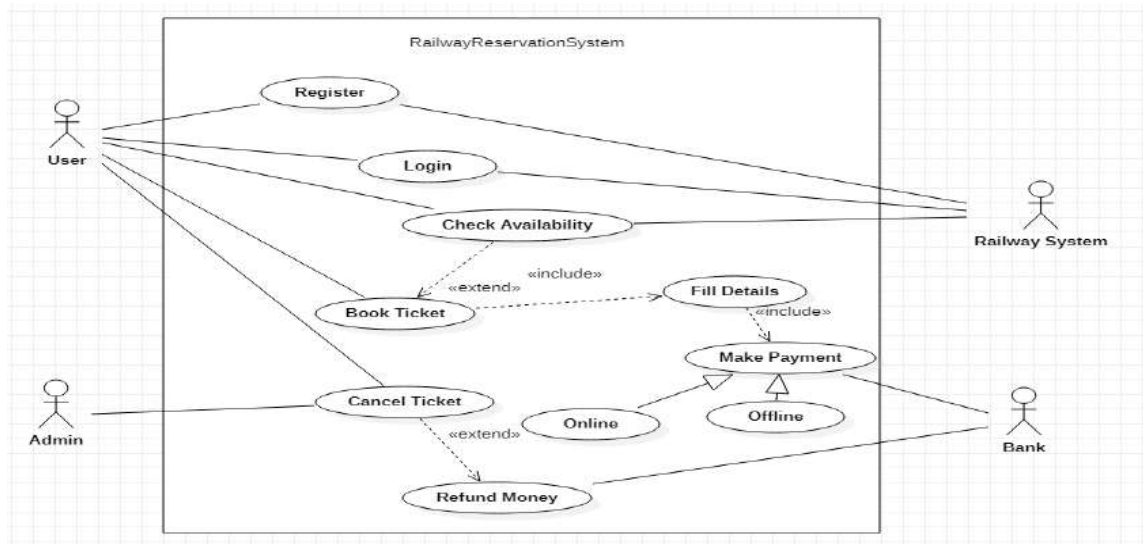 RailwayReservationSystem
Register
User
Login
Check Availability
Railway System
«include»
«extend»
Fill Details
Book Ticket
«include»
Make Payment
Admin
Cancel Ticket
Online
Offline
«extend»
Bank
Refund Money